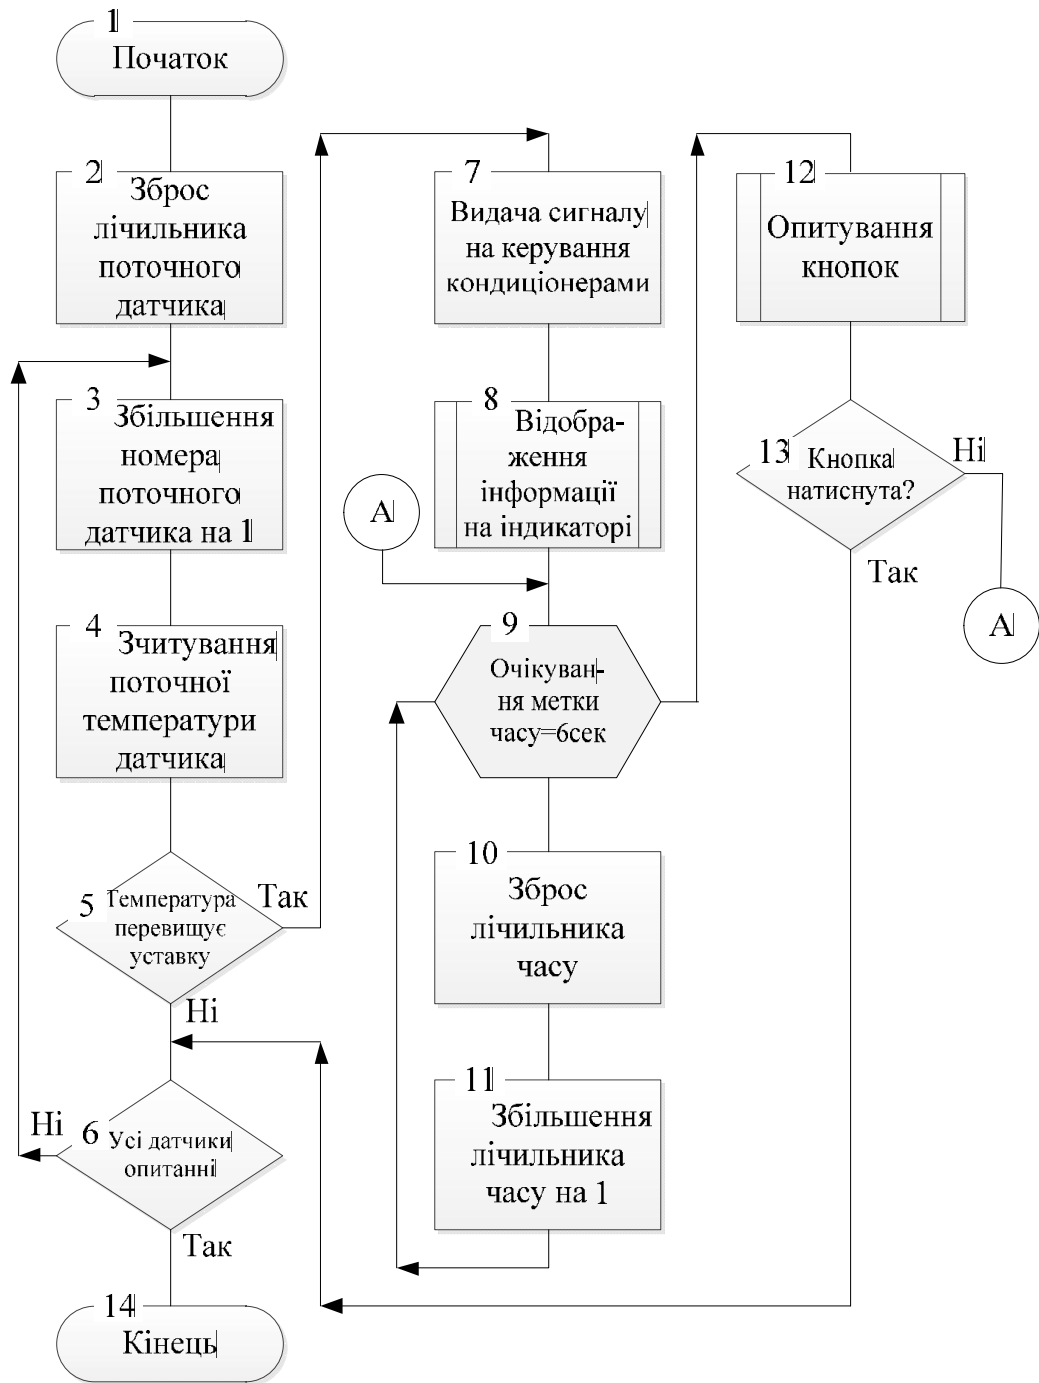 1
Початок
2
Зброс
лічильника
поточного
датчика
3
Збільшення
номера
поточного
датчика на 1
4
Зчитування
поточної
температури
датчика
5
Температура
перевищує
уставку
Так
Ні
6
Усі датчики
опитанні
Ні
Так
14
Кінець
7
Видача сигналу
на керування
кондиціонерами
8
Відобра-
ження
інформації
на індикаторі
А
9
Очікуван-
ня метки
часу=6сек
10
Зброс
лічильника
часу
11
Збільшення
лічильника
часу на 1
12
Опитування
кнопок
13
Кнопка
натиснута?
Ні
Так
А